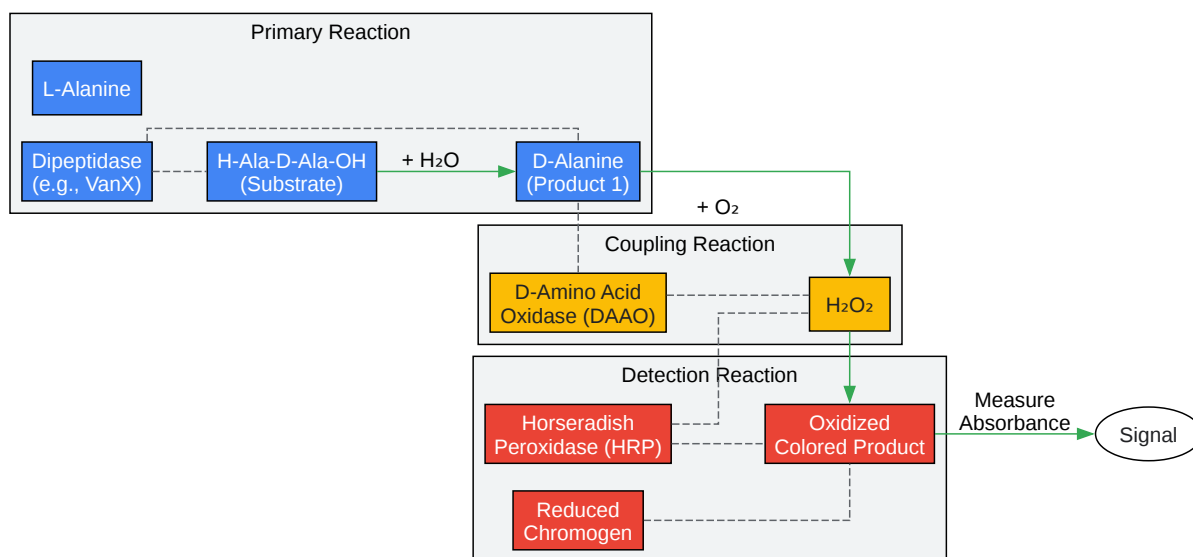 Primary Reaction
L-Alanine
Dipeptidase
(e.g., VanX)
H-Ala-D-Ala-OH
(Substrate)
+ H₂O
D-Alanine
(Product 1)
+ O₂
Coupling Reaction
D-Amino Acid
Oxidase (DAAO)
H₂O₂
Detection Reaction
Horseradish
Peroxidase (HRP)
Oxidized
Colored Product
Measure
Absorbance
Signal
Reduced
Chromogen